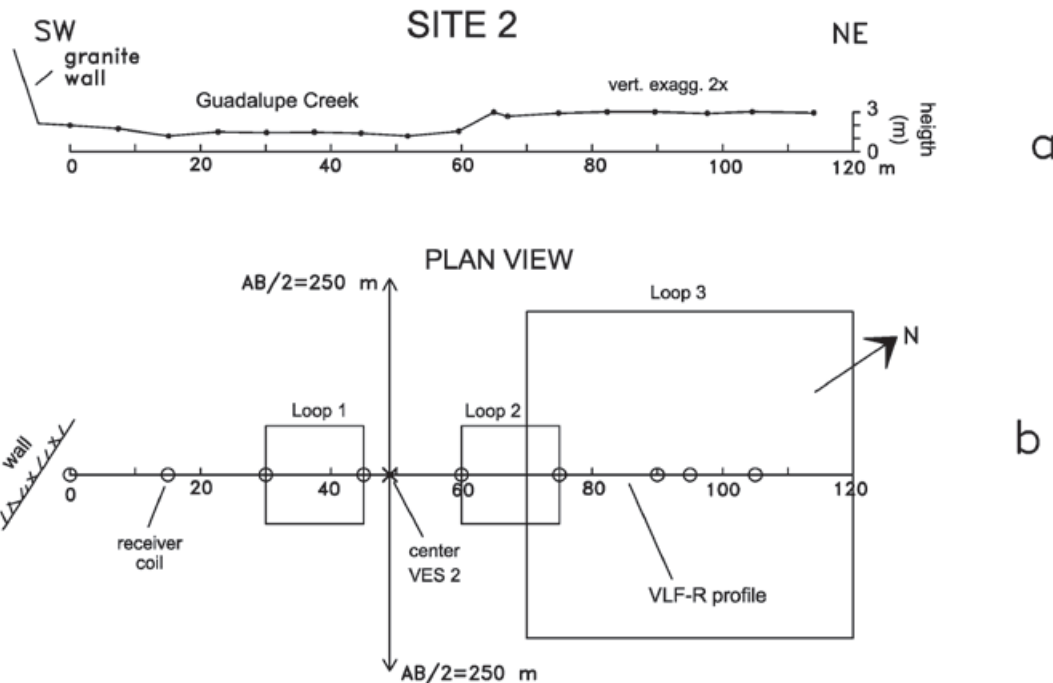 SITE 2
SW
NE
granite
wall
Guadalupe Creek
vert. exagg. 2x
3
0
(m)
heigth
a
0 20 40 60 80 100 120 m
PLAN VIEW
AB/2=250 m
Loop 3
N
Loop 1
Loop 2
wall
b
0 20 40 60 80 100 120
receiver
coil
center
VES 2
VLF-R profile
AB/2=250 m